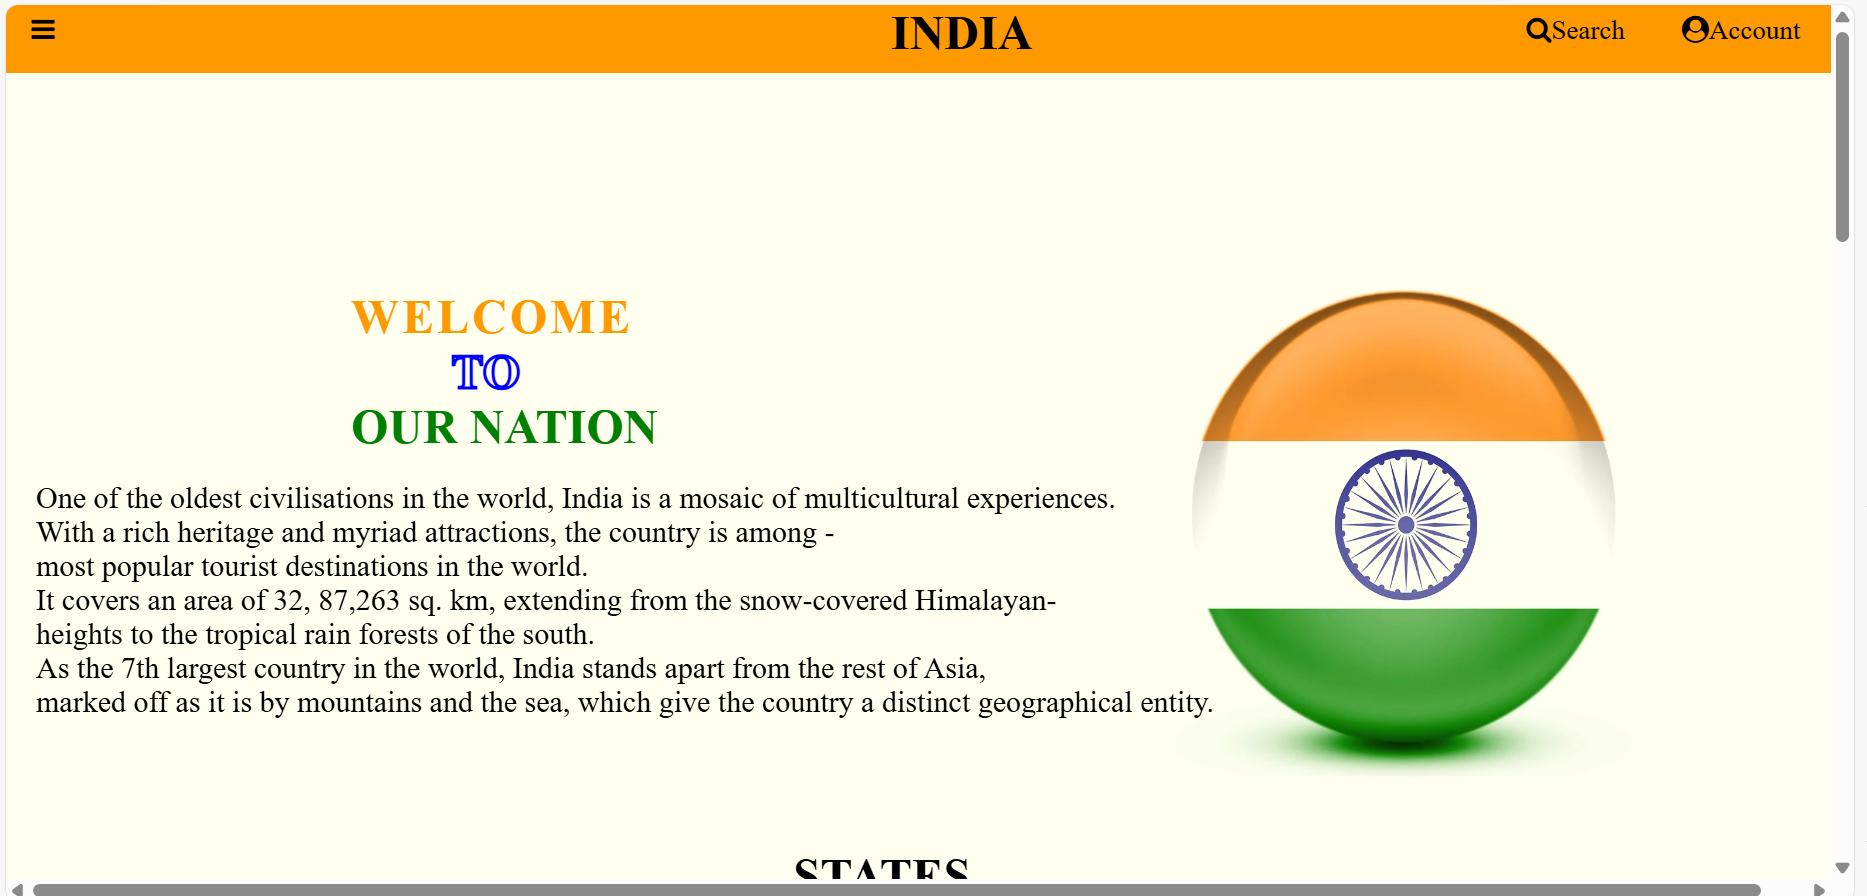 INDIA
Search
Account
WELCOME
TO
OUR NATION
One of the oldest civilisations in the world, India is a mosaic of multicultural experiences.
With a rich heritage and myriad attractions, the country is among -
most popular tourist destinations in the world.
It covers an area of 32, 87,263 sq. km, extending from the snow-covered Himalayan-
heights to the tropical rain forests of the south.
As the 7th largest country in the world, India stands apart from the rest of Asia,
marked off as it is by mountains and the sea, which give the country a distinct geographical entity.
STATES